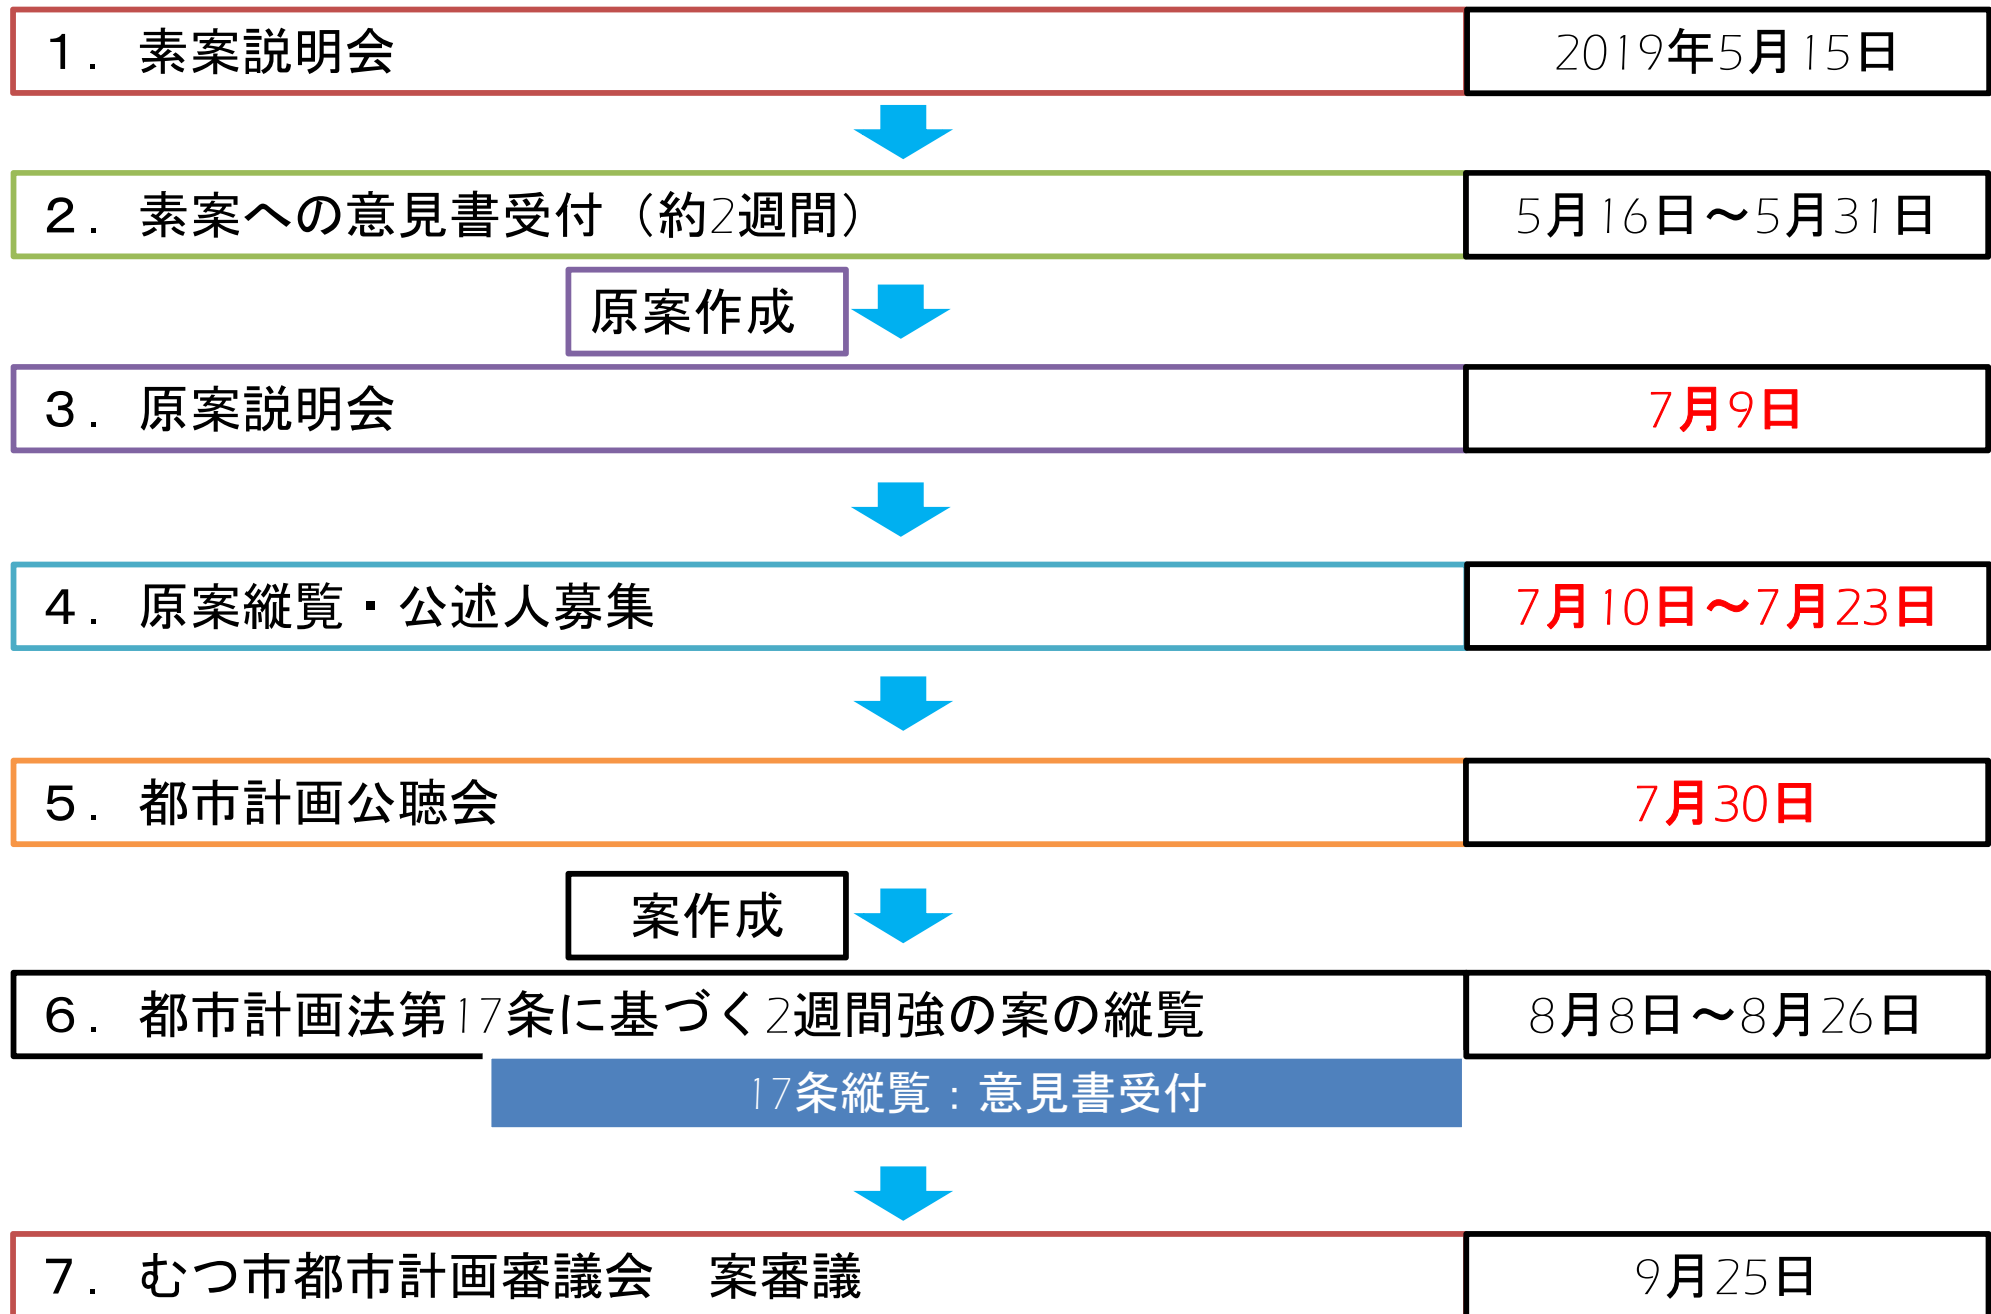 １．素案説明会 2019年5月15日
２．素案への意見書受付（約2週間） 5月16日～5月31日
原案作成
３．原案説明会 7月9日
４．原案縦覧・公述人募集 7月10日～7月23日
５．都市計画公聴会 7月30日
案作成
６．都市計画法第17条に基づく2週間強の案の縦覧 8月8日～8月26日
17条縦覧：意見書受付
７．むつ市都市計画審議会　案審議 9月25日